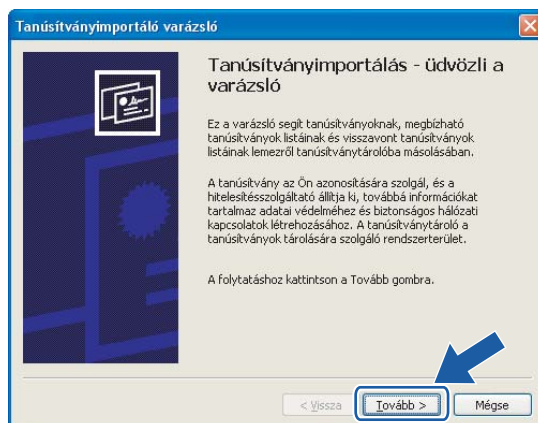 Tanúsítványimportáló varázsló
Tanúsítványimportálás - üdvözli a
varázsló
Ez a varázsló segít tanúsítványoknak, megbízható
tanúsítványok listáinak és visszavont tanúsítványok
listáinak lemezről tanúsítványtárolóba másolásában.
A tanúsítvány az Ön azonosítására szolgál, és a
hitelesítésszolgáltató állítja ki, továbbá információkat
tartalmaz adatai védelméhez és biztonságos hálózati
kapcsolatok létrehozásához. A tanúsítványtároló a
tanúsítványok tárolására szolgáló rendszerterület.
A folytatáshoz kattintson a Tovább gombra.
< Vissza Tovább > Mégse